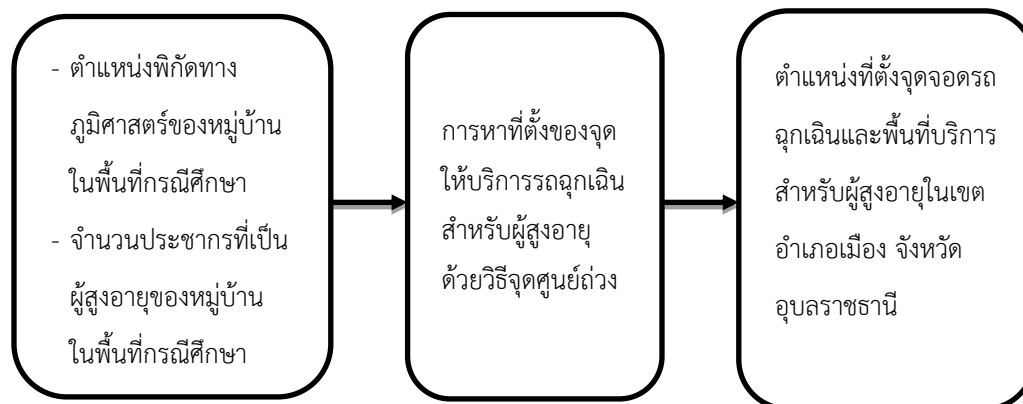 - ตำแหน่งพิกัดทาง
ภูมิศาสตร์ของหมู่บ้าน
ในพื้นที่กรณีศึกษา
- จำนวนประชากรที่เป็น
ผู้สูงอายุของหมู่บ้าน
ในพื้นที่กรณีศึกษา
การหาที่ตั้งของจุด
ให้บริการรถฉุกเฉิน
สำหรับผู้สูงอายุ
ด้วยวิธีจุดศูนย์ถ่วง
ตำแหน่งที่ตั้งจุดจอดรถ
ฉุกเฉินและพื้นที่บริการ
สำหรับผู้สูงอายุในเขต
อำเภอเมือง จังหวัด
อุบลราชธานี